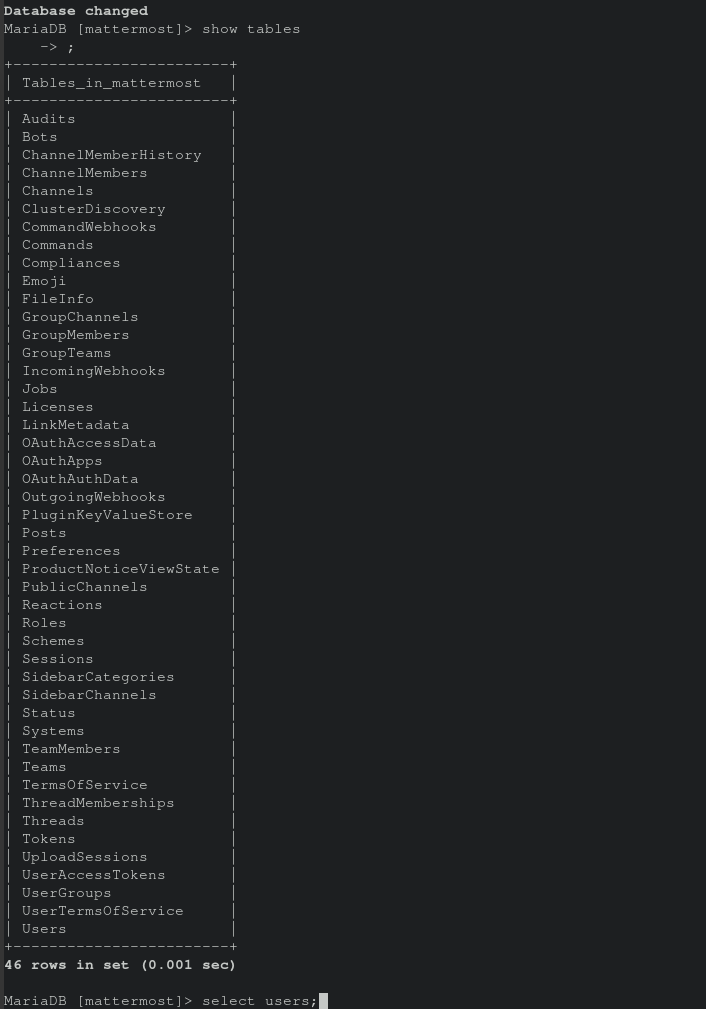 Database changed
MariaDB [mattermost]> show tables
    -> ;
+------------------------+
| Tables_in_mattermost   |
+------------------------+
| Audits                 |
| Bots                   |
| ChannelMemberHistory   |
| ChannelMembers         |
| Channels               |
| ClusterDiscovery       |
| CommandWebhooks        |
| Commands               |
| Compliances            |
| Emoji                  |
| FileInfo               |
| GroupChannels          |
| GroupMembers           |
| GroupTeams             |
| IncomingWebhooks       |
| Jobs                   |
| Licenses               |
| LinkMetadata           |
| OAuthAccessData        |
| OAuthApps              |
| OAuthAuthData          |
| OutgoingWebhooks       |
| PluginKeyValueStore    |
| Posts                  |
| Preferences            |
| ProductNoticeViewState |
| PublicChannels         |
| Reactions              |
| Roles                  |
| Schemes                |
| Sessions               |
| SidebarCategories      |
| SidebarChannels        |
| Status                 |
| Systems                |
| TeamMembers            |
| Teams                  |
| TermsOfService         |
| ThreadMemberships      |
| Threads                |
| Tokens                 |
| UploadSessions         |
| UserAccessTokens       |
| UserGroups             |
| UserTermsOfService     |
| Users                  |
+------------------------+
46 rows in set (0.001 sec)

MariaDB [mattermost]> select users;